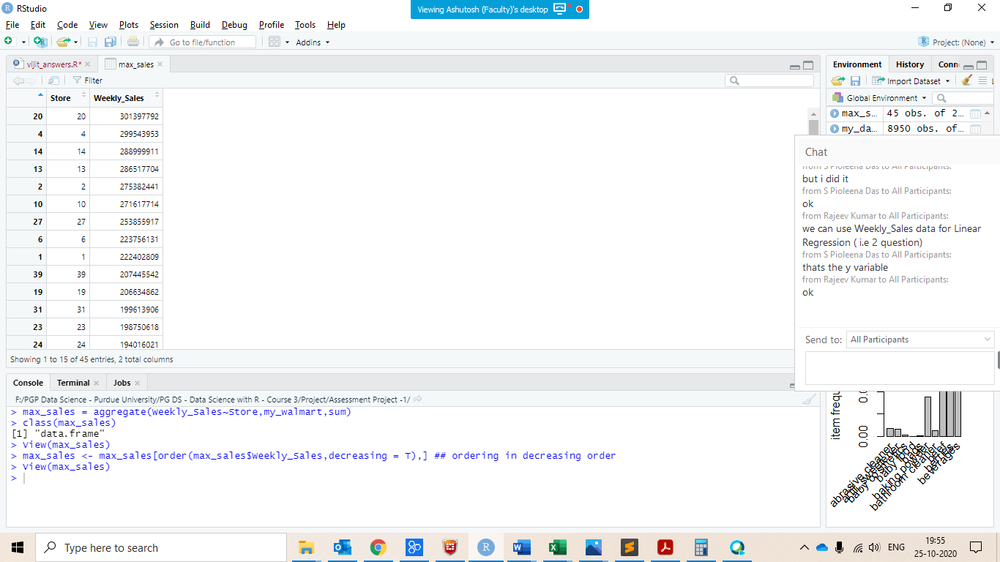 RStudio
Viewing Ashutosh (Faculty)'s desktop
File Edit Code View Plots Session Build Debug Profile Tools Help
Go to file/function
Addins
Project: (None)
vijit_answers.R*
max_sales
Filter
Store Weekly_Sales
20 20 301397792
4 4 299543953
14 14 288999911
13 13 286517704
2 2 275382441
10 10 271617714
27 27 253855917
6 6 223756131
1 1 222402809
39 39 207445542
19 19 206634862
31 31 199613906
23 23 198750618
24 24 194016021
Showing 1 to 15 of 45 entries, 2 total columns
Environment History Conn
Import Dataset
Global Environment
max_s... 45 obs. of 2...
my_da... 8950 obs. of...
Chat
from S Pioleena Das to All Participants:
but i did it
from S Pioleena Das to All Participants:
ok
from Rajeev Kumar to All Participants:
we can use Weekly_Sales data for Linear
Regression ( i.e 2 question)
from S Pioleena Das to All Participants:
thats the y variable
from Rajeev Kumar to All Participants:
ok
Send to: All Participants
Console Terminal Jobs
F:/PGP Data Science - Purdue University/PG DS - Data Science with R - Course 3/Project/Assessment Project -1/
> max_sales = aggregate(Weekly_Sales~Store,my_walmart,sum)
> class(max_sales)
[1] "data.frame"
> View(max_sales)
> max_sales <- max_sales[order(max_sales$Weekly_Sales,decreasing = T),] ## ordering in decreasing order
> View(max_sales)
>
item frequ
0.00
abrasive cleaner
baby cosmetics
baby food
bags
baking powder
bathroom cleaner
beef
berries
beverages
Type here to search
ENG
19:55
25-10-2020